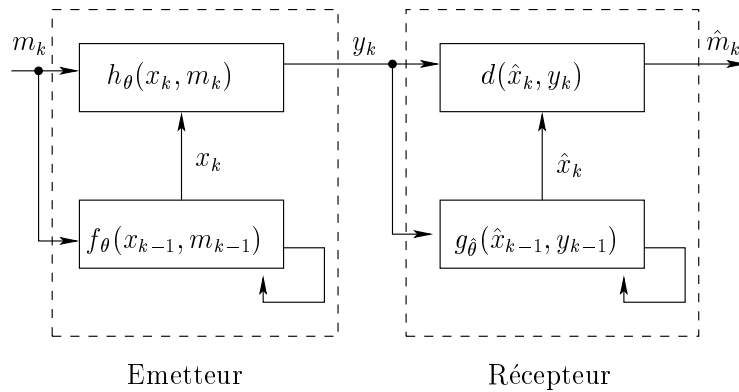 m_k
h_θ(x_k, m_k)
y_k
d(x̂_k, y_k)
m̂_k
x_k
x̂_k
f_θ(x_{k−1}, m_{k−1})
g_θ̂(x̂_{k−1}, y_{k−1})
Emetteur
Récepteur